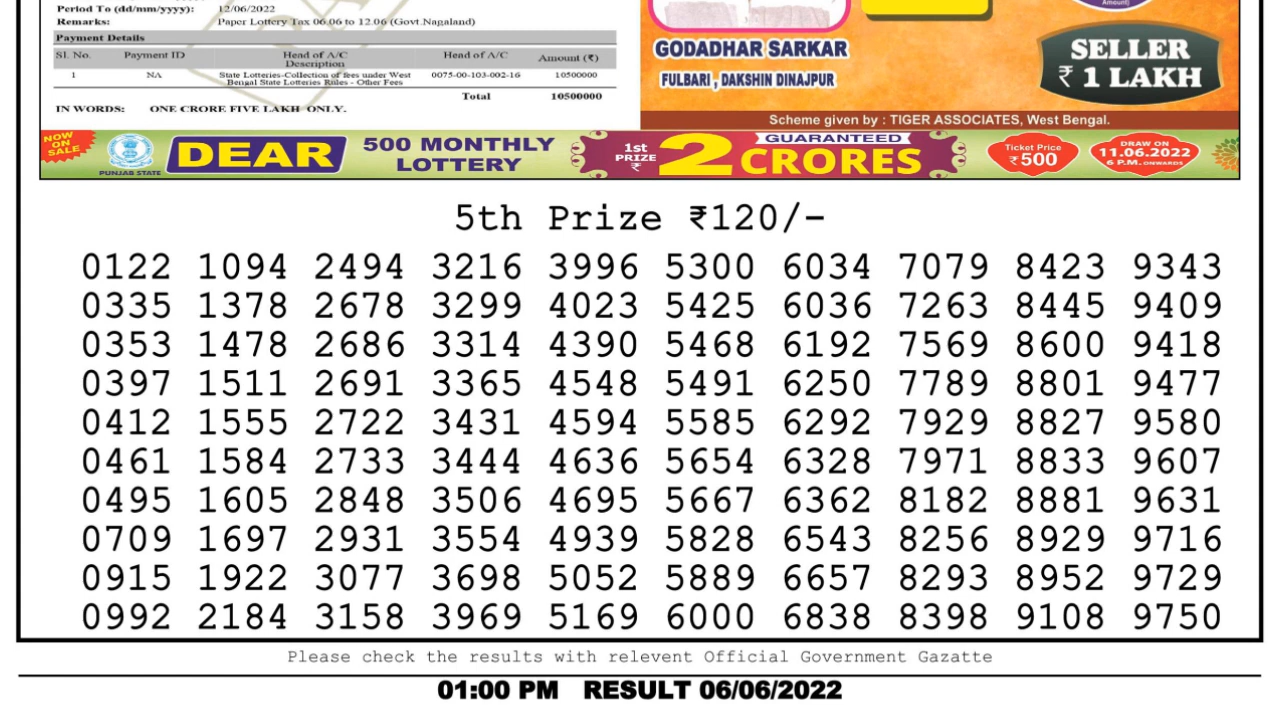 Period To (dd/mm/yyyy): 12/06/2022
Remarks: Paper Lottery Tax 06.06 to 12.06 (Govt.Nagaland)
Payment Details
Sl. No. Payment ID Head of A/C Description Head of A/C Amount (₹)
1 NA State Lotteries-Collection of fees under West Bengal State Lotteries Rules - Other Fees 0075-00-103-002-16 10500000
Total 10500000
IN WORDS: ONE CRORE FIVE LAKH ONLY.
Amount)
GODADHAR SARKAR
FULBARI , DAKSHIN DINAJPUR
SELLER
₹ 1 LAKH
Scheme given by : TIGER ASSOCIATES, West Bengal.
NOW ON SALE
PUNJAB STATE
DEAR
500 MONTHLY
LOTTERY
1st PRIZE ₹
2
GUARANTEED
CRORES
Ticket Price
₹500
DRAW ON
11.06.2022
6 P.M. ONWARDS
5th Prize ₹120/-
0122 1094 2494 3216 3996 5300 6034 7079 8423 9343
0335 1378 2678 3299 4023 5425 6036 7263 8445 9409
0353 1478 2686 3314 4390 5468 6192 7569 8600 9418
0397 1511 2691 3365 4548 5491 6250 7789 8801 9477
0412 1555 2722 3431 4594 5585 6292 7929 8827 9580
0461 1584 2733 3444 4636 5654 6328 7971 8833 9607
0495 1605 2848 3506 4695 5667 6362 8182 8881 9631
0709 1697 2931 3554 4939 5828 6543 8256 8929 9716
0915 1922 3077 3698 5052 5889 6657 8293 8952 9729
0992 2184 3158 3969 5169 6000 6838 8398 9108 9750
Please check the results with relevent Official Government Gazatte
01:00 PM RESULT 06/06/2022